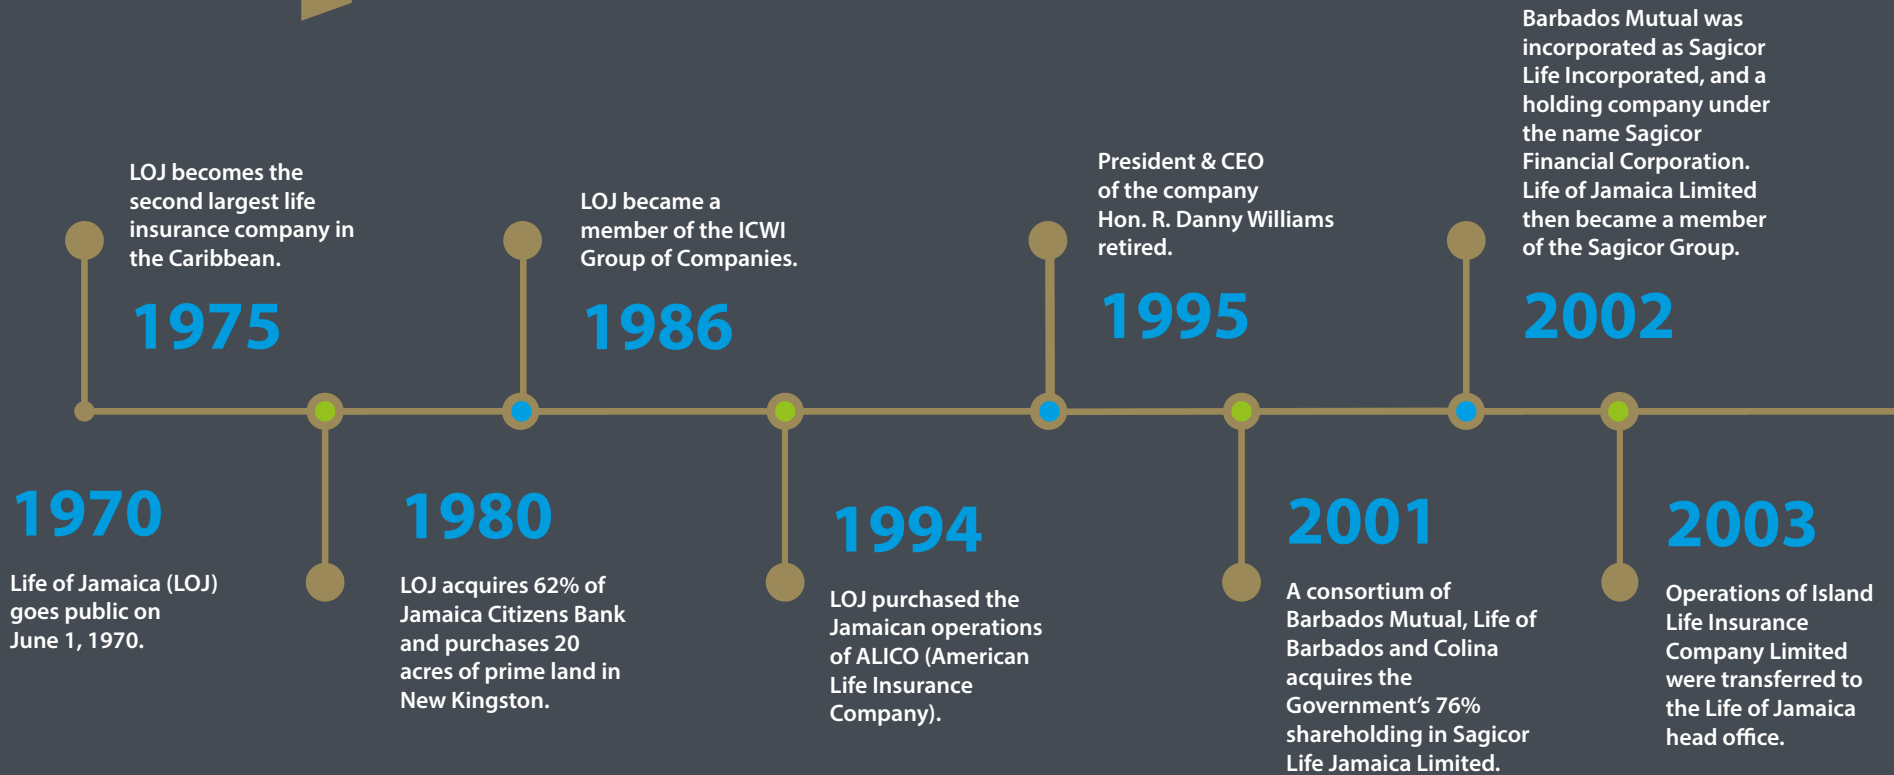 1970
Life of Jamaica (LOJ)
goes public on
June 1, 1970.
LOJ becomes the
second largest life
insurance company in
the Caribbean.
1975
1980
LOJ acquires 62% of
Jamaica Citizens Bank
and purchases 20
acres of prime land in
New Kingston.
LOJ became a
member of the ICWI
Group of Companies.
1986
1994
LOJ purchased the
Jamaican operations
of ALICO (American
Life Insurance
Company).
President & CEO
of the company
Hon. R. Danny Williams
retired.
1995
2001
A consortium of
Barbados Mutual, Life of
Barbados and Colina
acquires the
Government’s 76%
shareholding in Sagicor
Life Jamaica Limited.
Barbados Mutual was
incorporated as Sagicor
Life Incorporated, and a
holding company under
the name Sagicor
Financial Corporation.
Life of Jamaica Limited
then became a member
of the Sagicor Group.
2002
2003
Operations of Island
Life Insurance
Company Limited
were transferred to
the Life of Jamaica
head office.